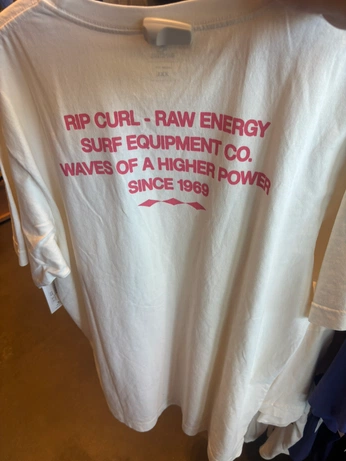 RIP CURL - RAW ENERGY
SURF EQUIPMENT CO.
WAVES OF A HIGHER POWER
SINCE 1969